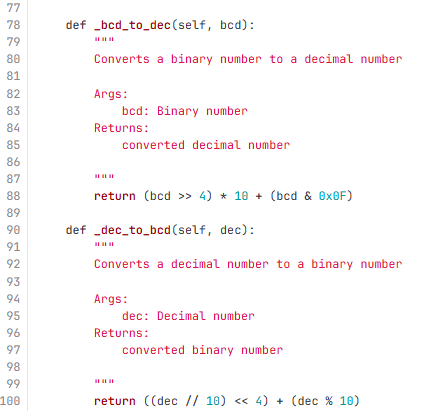 77
78 def _bcd_to_dec(self, bcd):
79 """
80 Converts a binary number to a decimal number
81
82 Args:
83 bcd: Binary number
84 Returns:
85 converted decimal number
86
87 """
88 return (bcd >> 4) * 10 + (bcd & 0x0F)
89
90 def _dec_to_bcd(self, dec):
91 """
92 Converts a decimal number to a binary number
93
94 Args:
95 dec: Decimal number
96 Returns:
97 converted binary number
98
99 """
100 return ((dec // 10) << 4) + (dec % 10)